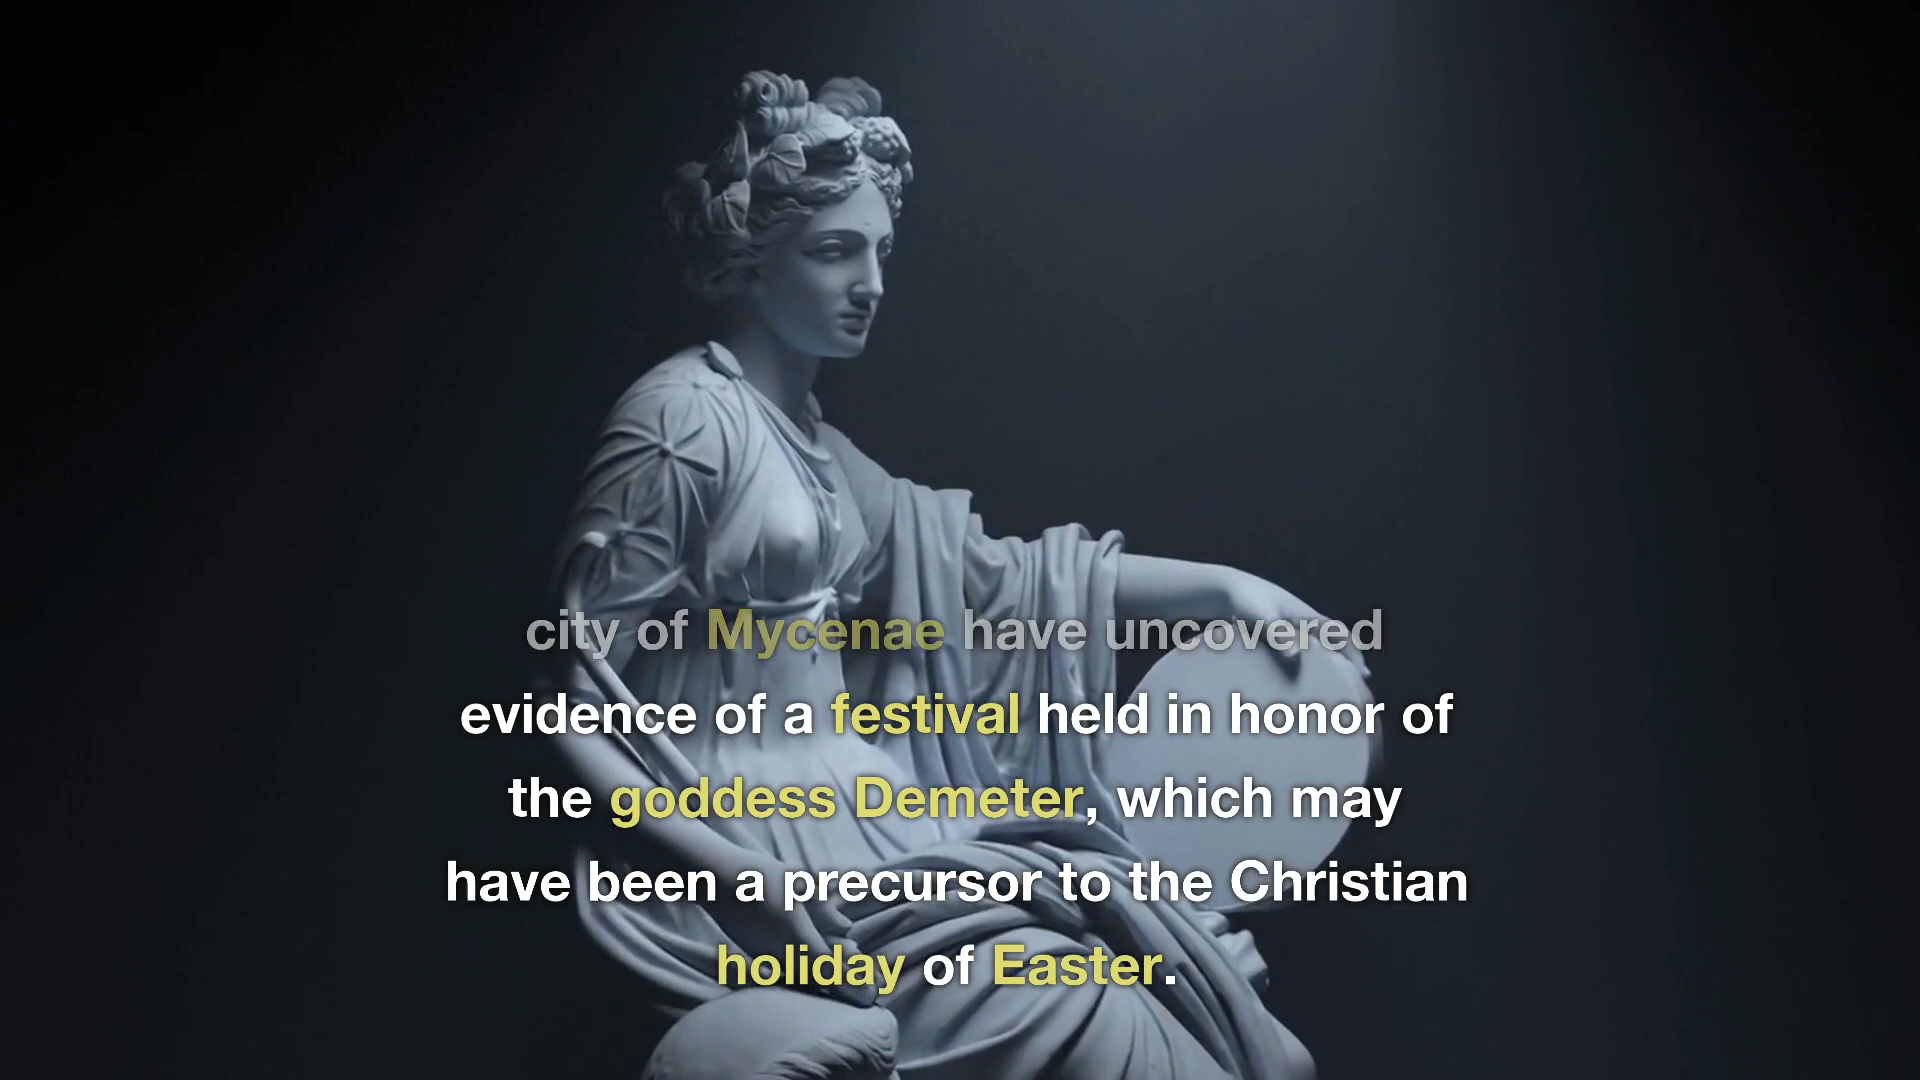 city of Mycenae have uncovered
evidence of a festival held in honor of
the goddess Demeter, which may
have been a precursor to the Christian
holiday of Easter.